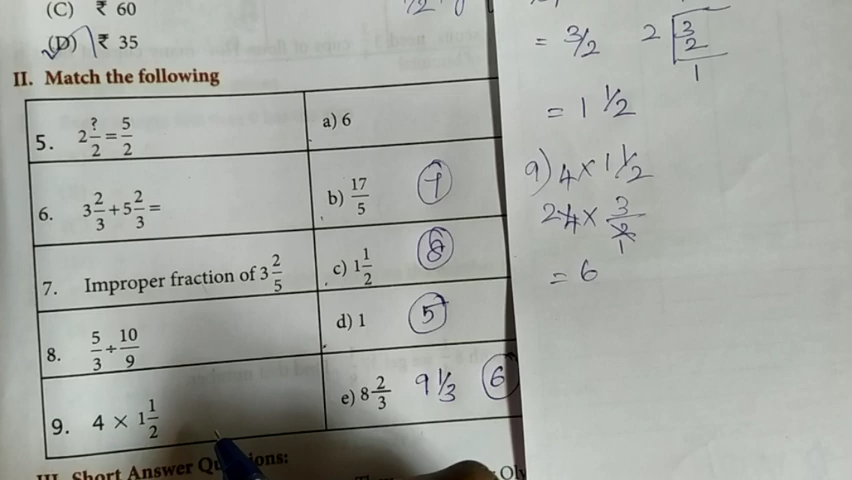 (C) ₹ 60
(D) ₹ 35
II. Match the following
5. 2 ?/2 = 5/2 a) 6
6. 3 2/3 + 5 2/3 = b) 17/5 7
7. Improper fraction of 3 2/5 c) 1 1/2 8
8. 5/3 ÷ 10/9 d) 1 5
9. 4 × 1 1/2 e) 8 2/3 9 1/3 6
III. Short Answer Questions:
= 3/2 2 3 2 1
= 1 1/2
9) 4 × 1 1/2
2 4 × 3/2 1
= 6